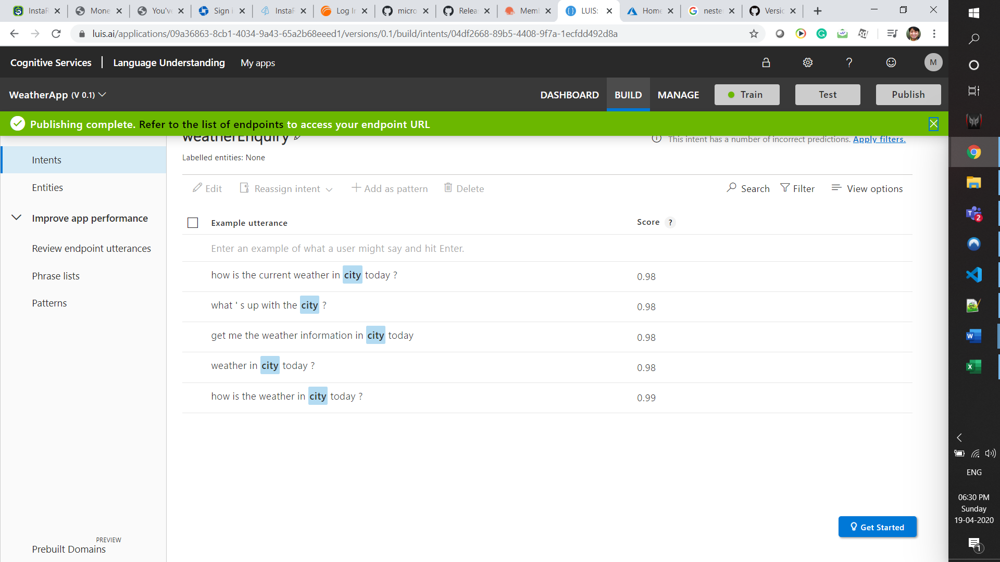 InstaF
Mone
You've
Sign i
InstaF
Log In
micro
Relea
Meml
LUIS:
Home
neste
Versic
luis.ai/applications/09a36863-8cb1-4034-9a43-65a2b68eeed1/versions/0.1/build/intents/04df2668-89b5-4408-9f7a-1ecfdd492d8a
Cognitive Services
Language Understanding
My apps
?
M
WeatherApp (V 0.1)
DASHBOARD
BUILD
MANAGE
Train
Test
Publish
Publishing complete. Refer to the list of endpoints to access your endpoint URL
weatherEnquiry
This intent has a number of incorrect predictions. Apply filters.
Labelled entities: None
Intents
Entities
Improve app performance
Review endpoint utterances
Phrase lists
Patterns
PREVIEW
Prebuilt Domains
Edit
Reassign intent
Add as pattern
Delete
Search
Filter
View options
Example utterance
Score ?
Enter an example of what a user might say and hit Enter.
how is the current weather in city today ?
0.98
what ' s up with the city ?
0.98
get me the weather information in city today
0.98
weather in city today ?
0.98
how is the weather in city today ?
0.99
Get Started
2
ENG
06:30 PM
Sunday
19-04-2020
1